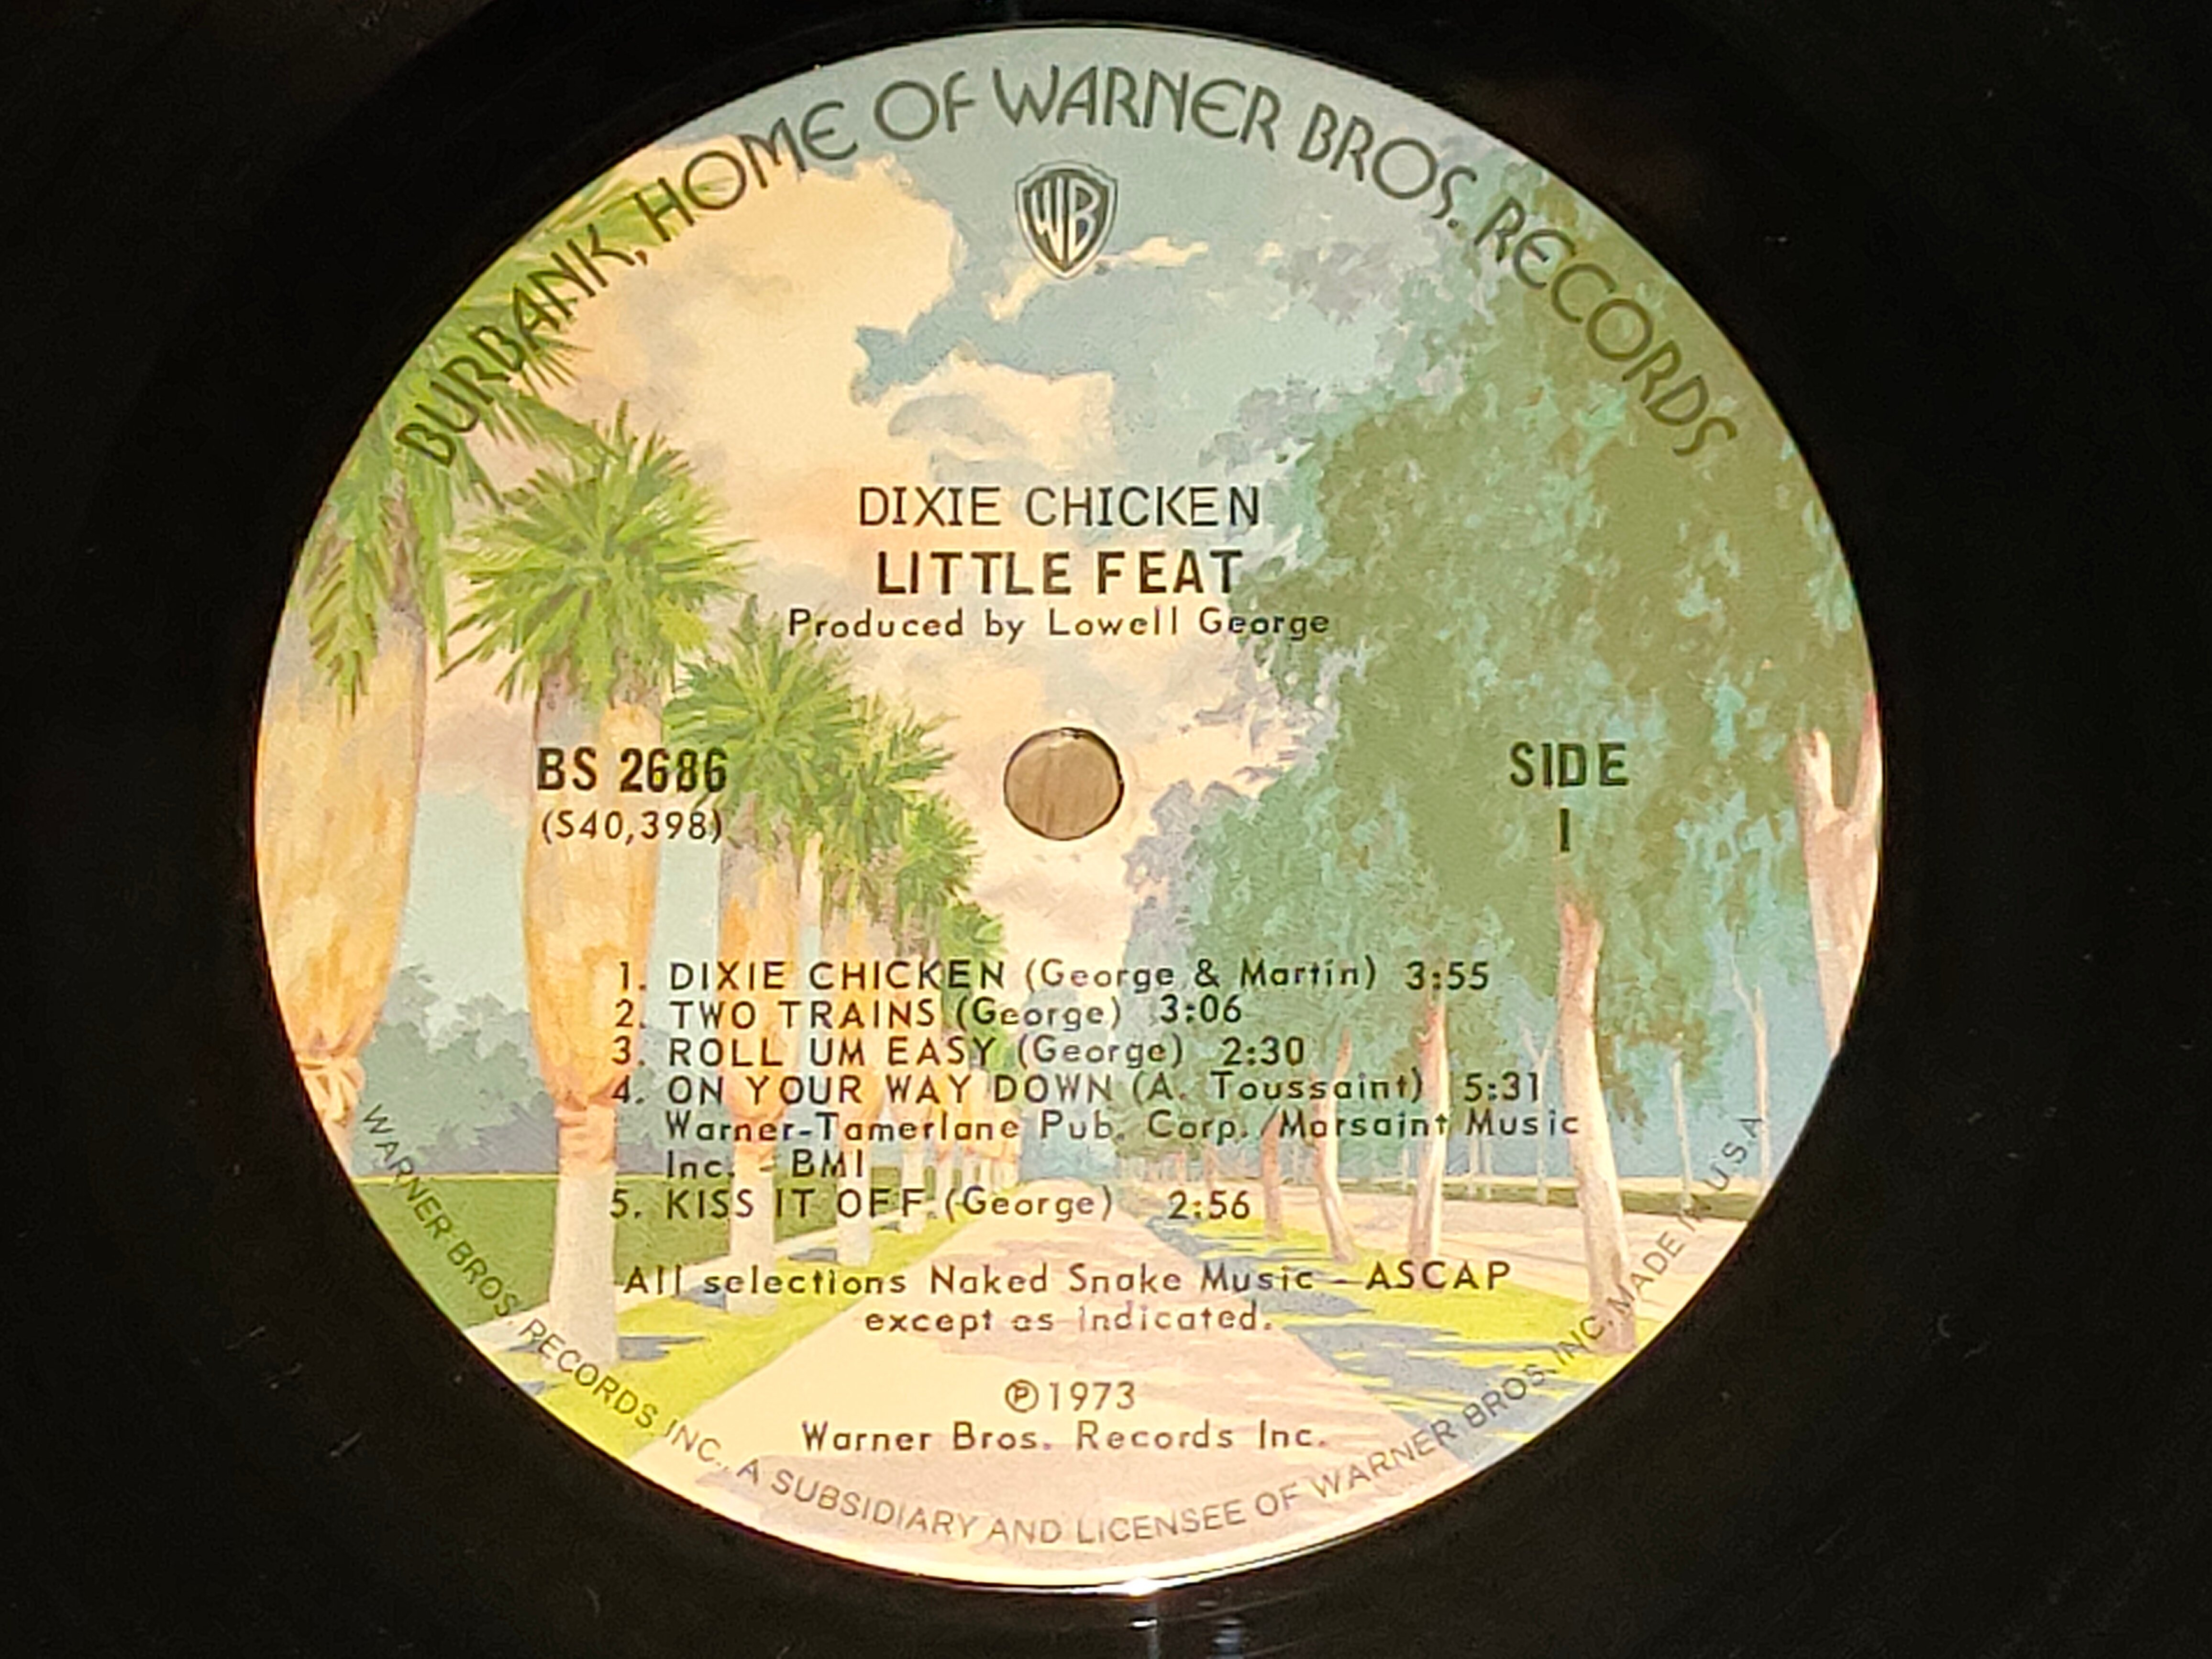 BURBANK, HOME OF WARNER BROS. RECORDS
WB
DIXIE CHICKEN
LITTLE FEAT
Produced by Lowell George
BS 2686
(S40,398)
SIDE
1
1. DIXIE CHICKEN (George & Martin) 3:55
2. TWO TRAINS (George) 3:06
3. ROLL UM EASY (George) 2:30
4. ON YOUR WAY DOWN (A. Toussaint) 5:31
Warner-Tamerlane Pub. Corp./Marsaint Music
Inc. - BMI
5. KISS IT OFF (George) 2:56
All selections Naked Snake Music - ASCAP
except as indicated.
℗1973
Warner Bros. Records Inc.
WARNER BROS. RECORDS INC., A SUBSIDIARY AND LICENSEE OF WARNER BROS. INC. MADE IN U.S.A.